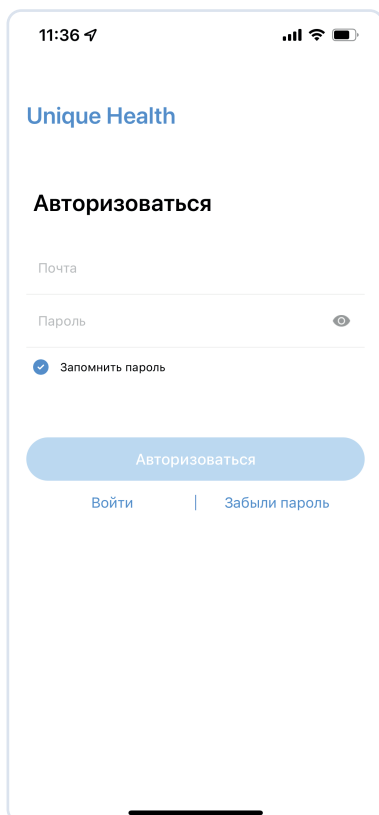 11:36
Unique Health
Авторизоваться
Почта
Пароль
Запомнить пароль
Авторизоваться
Войти | Забыли пароль